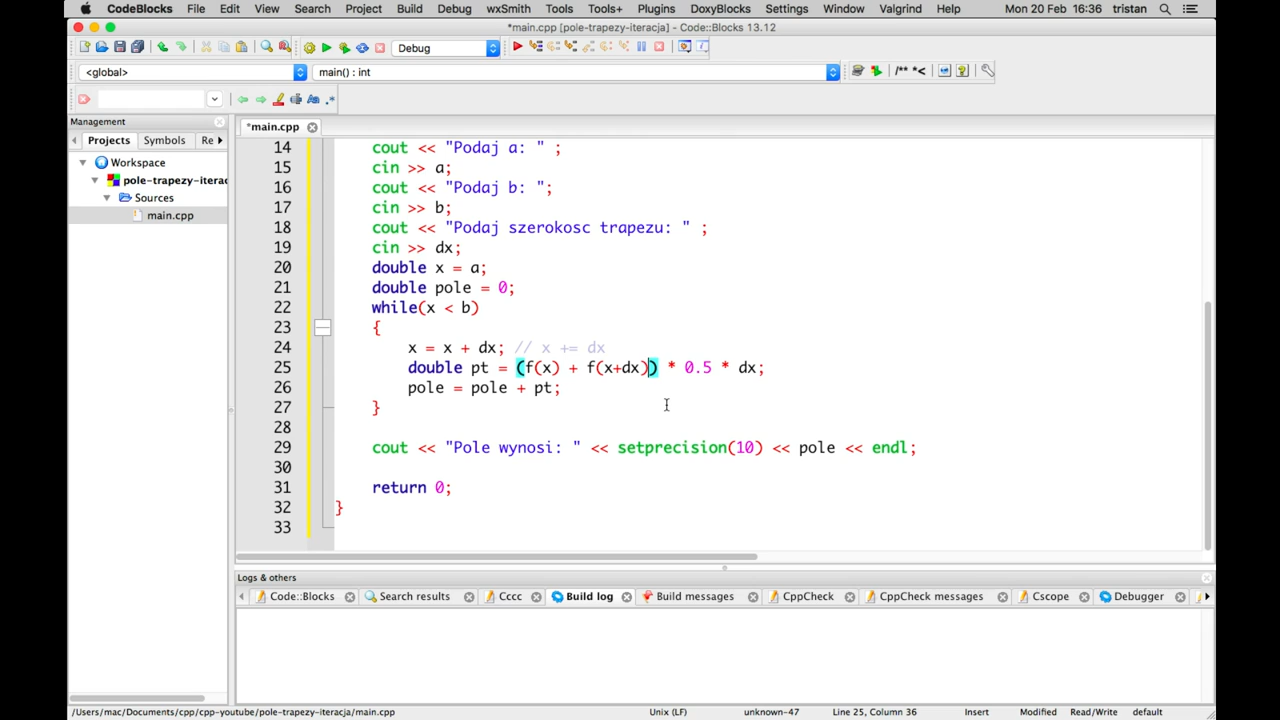 CodeBlocks File Edit View Search Project Build Debug wxSmith Tools Tools+ Plugins DoxyBlocks Settings Window Valgrind Help Mon 20 Feb 16:36 tristan
*main.cpp [pole-trapezy-iteracja] - Code::Blocks 13.12
Debug
<global> main() : int /** *<
Aa .*
Management
*main.cpp
Projects Symbols Re
Workspace
pole-trapezy-iterac
Sources
main.cpp
14 cout << "Podaj a: " ;
15 cin >> a;
16 cout << "Podaj b: ";
17 cin >> b;
18 cout << "Podaj szerokosc trapezu: " ;
19 cin >> dx;
20 double x = a;
21 double pole = 0;
22 while(x < b)
23 {
24 x = x + dx; // x += dx
25 double pt = (f(x) + f(x+dx)) * 0.5 * dx;
26 pole = pole + pt;
27 }
28
29 cout << "Pole wynosi: " << setprecision(10) << pole << endl;
30
31 return 0;
32 }
33
Logs & others
Code::Blocks Search results Cccc Build log Build messages CppCheck CppCheck messages Cscope Debugger
/Users/mac/Documents/cpp/cpp-youtube/pole-trapezy-iteracja/main.cpp Unix (LF) unknown-47 Line 25, Column 36 Insert Modified Read/Write default